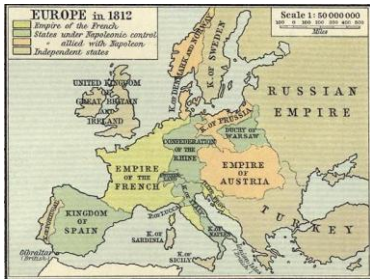 EUROPE in 1812
Empire of the French
States under Napoleonic control
" allied with Napoleon
Independent states
Scale 1: 50 000 000
Miles
K. OF DENMARK AND NORWAY
K. OF SWEDEN
UNITED KINGDOM
OF
GREAT BRITAIN
AND
IRELAND
RUSSIAN
EMPIRE
K. OF PRUSSIA
DUCHY OF
WARSAW
CONFEDERATION
OF THE
RHINE
EMPIRE
OF THE
FRENCH
EMPIRE
OF
AUSTRIA
KINGDOM
OF
SPAIN
K. OF
SARDINIA
K. OF
NAPLES
K. OF
SICILY
TURKEY
Gibraltar
(British)